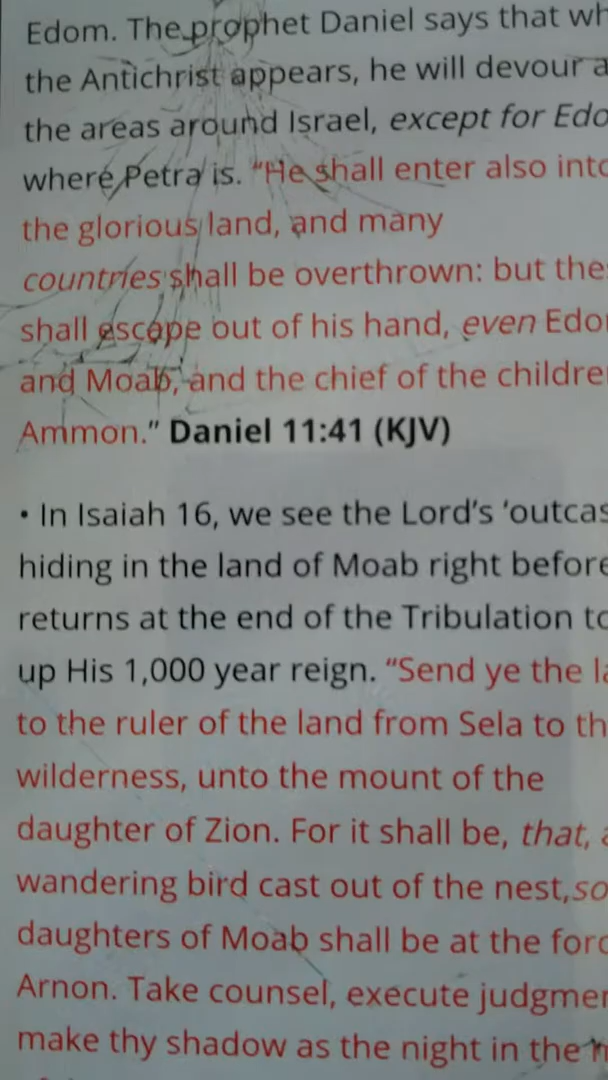 Edom. The prophet Daniel says that wh
the Antichrist appears, he will devour a
the areas around Israel, except for Edo
where Petra is. “He shall enter also into
the glorious land, and many
countries shall be overthrown: but the
shall escape out of his hand, even Edo
and Moab, and the chief of the childre
Ammon.” Daniel 11:41 (KJV)
• In Isaiah 16, we see the Lord’s ‘outcas
hiding in the land of Moab right before
returns at the end of the Tribulation to
up His 1,000 year reign. “Send ye the la
to the ruler of the land from Sela to th
wilderness, unto the mount of the
daughter of Zion. For it shall be, that, a
wandering bird cast out of the nest,so
daughters of Moab shall be at the ford
Arnon. Take counsel, execute judgme
make thy shadow as the night in the